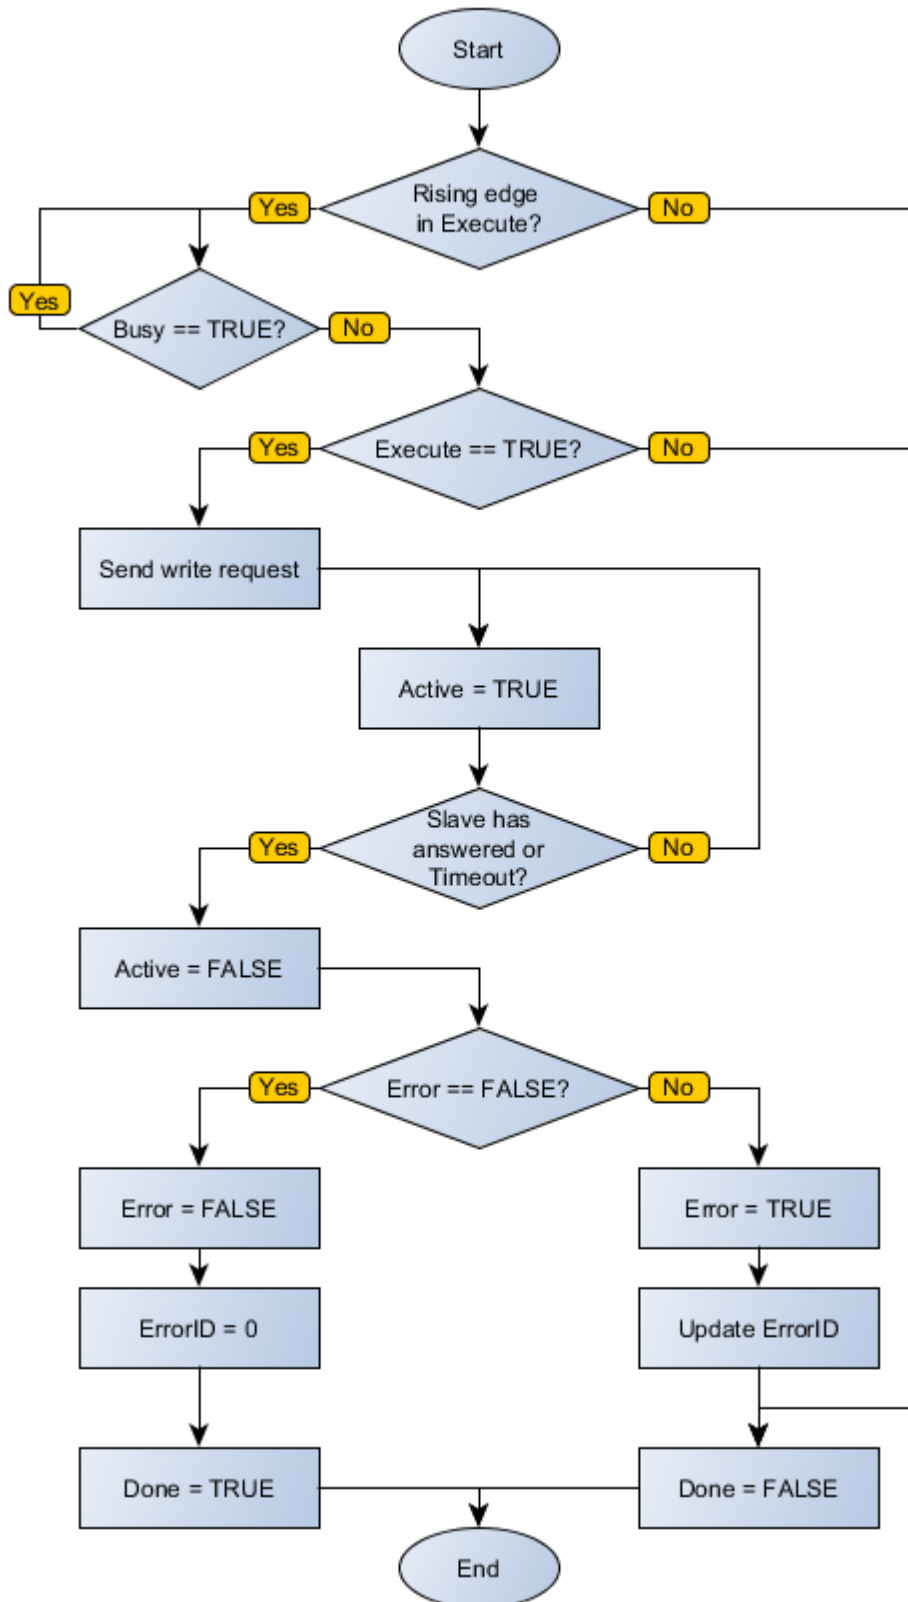 Start
Rising edge
in Execute?
Yes
No
Yes
Busy == TRUE?
No
Yes
Execute == TRUE?
No
Send write request
Active = TRUE
Slave has
answered or
Timeout?
Yes
No
Active = FALSE
Yes
Error == FALSE?
No
Error = FALSE
Error = TRUE
ErrorID = 0
Update ErrorID
Done = TRUE
Done = FALSE
End